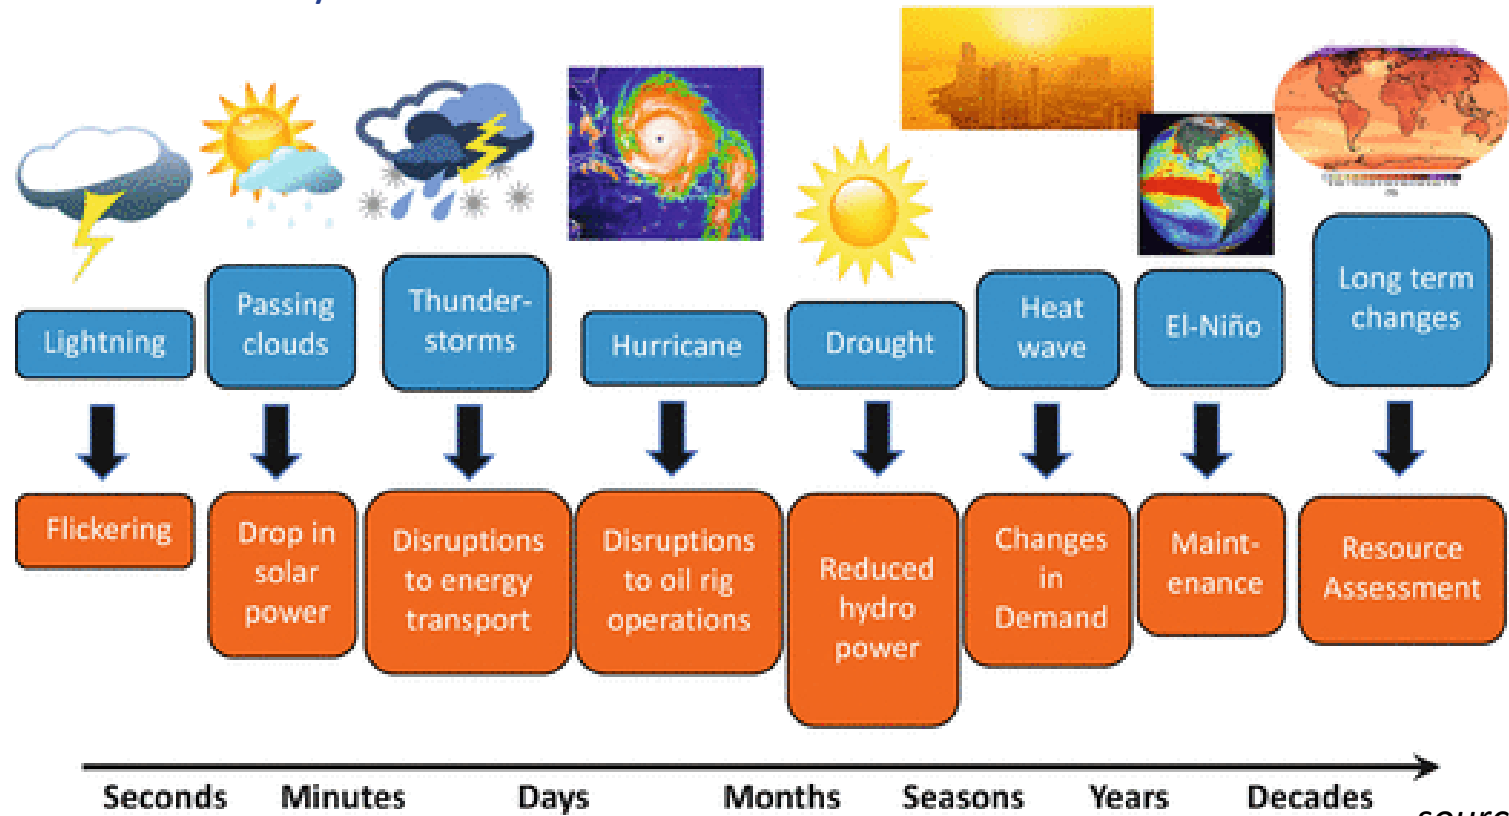 Lightning
Passing
clouds
Thunder-
storms
Hurricane
Drought
Heat
wave
El-Niño
Long term
changes
Flickering
Drop in
solar
power
Disruptions
to energy
transport
Disruptions
to oil rig
operations
Reduced
hydro
power
Changes
in
Demand
Maint-
enance
Resource
Assessment
Seconds
Minutes
Days
Months
Seasons
Years
Decades